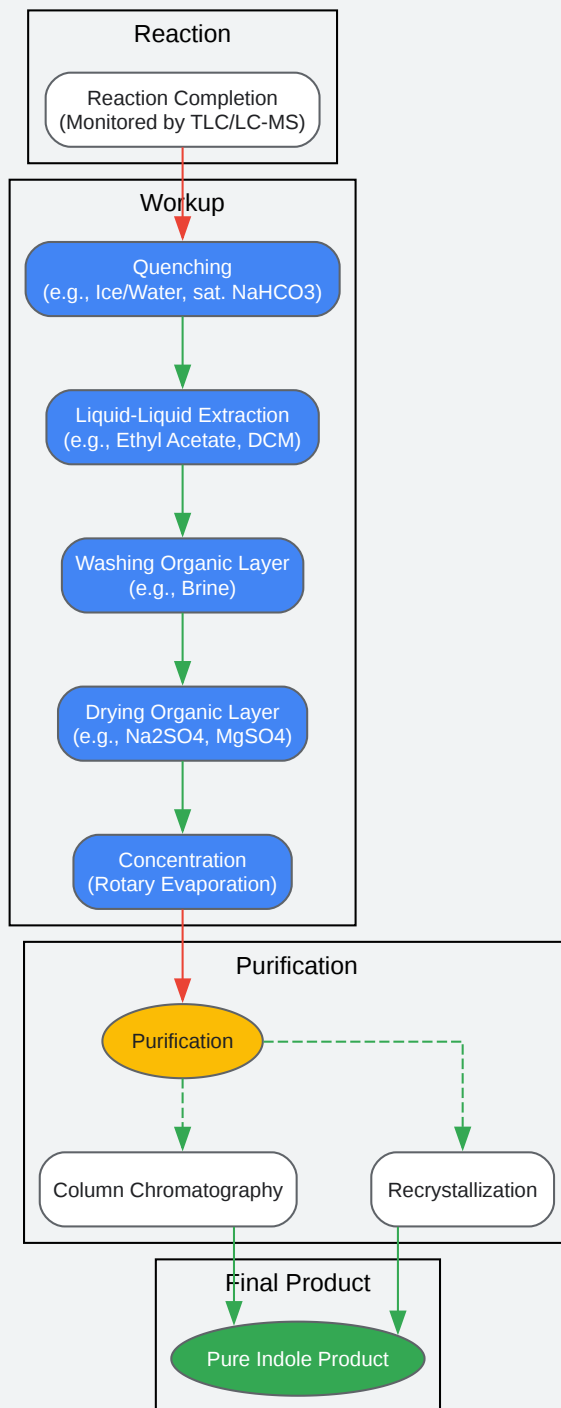 Reaction
Reaction Completion
(Monitored by TLC/LC-MS)
Workup
Quenching
(e.g., Ice/Water, sat. NaHCO3)
Liquid-Liquid Extraction
(e.g., Ethyl Acetate, DCM)
Washing Organic Layer
(e.g., Brine)
Drying Organic Layer
(e.g., Na2SO4, MgSO4)
Concentration
(Rotary Evaporation)
Purification
Purification
Column Chromatography
Recrystallization
Final Product
Pure Indole Product